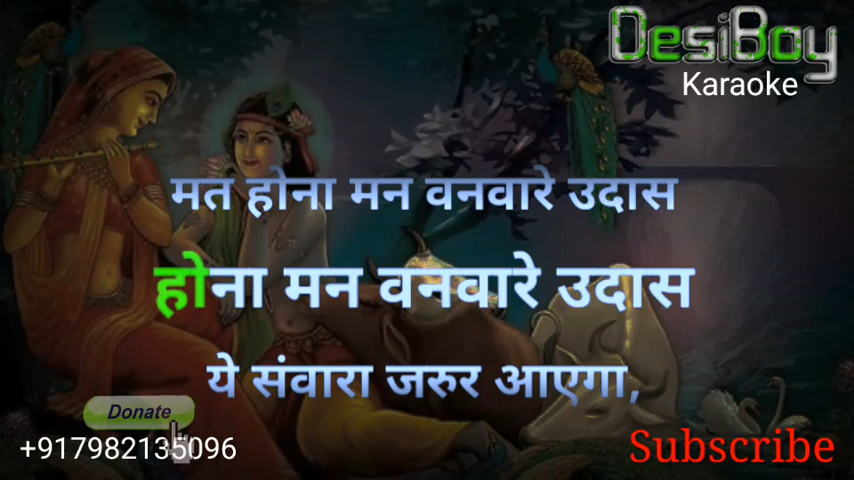 DesiBoy
Karaoke
मत होना मन वनवारे उदास
होना मन वनवारे उदास
ये संवारा जरुर आएगा,
Donate
+917982135096
Subscribe